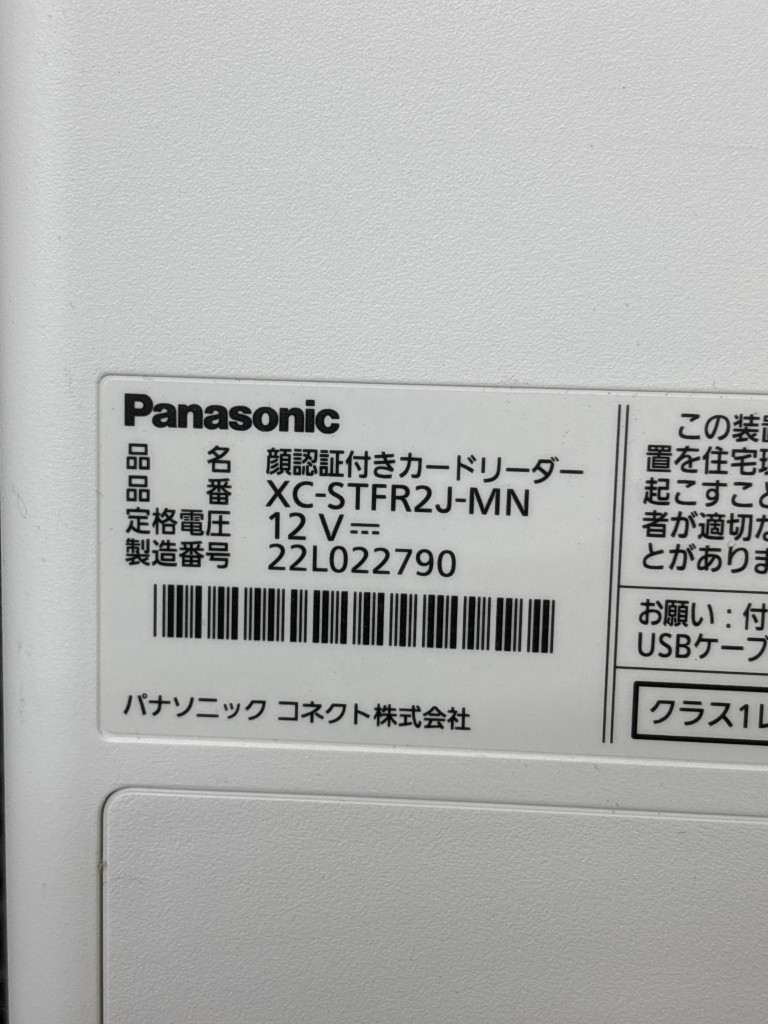 Panasonic
品 名 顔認証付きカードリーダー
品 番 XC-STFR2J-MN
定格電圧 12 V⎓
製造番号 22L022790
パナソニック コネクト株式会社
この装
置を住宅
起こすこと
者が適切な
とがありま
お願い：付
USBケーブ
クラス1レ